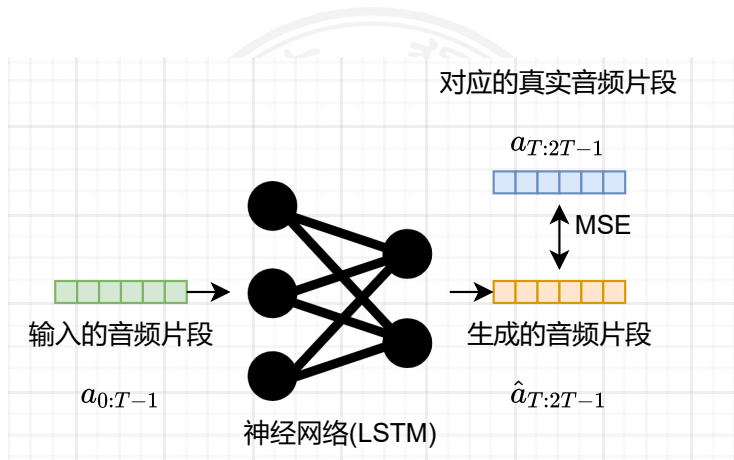 对应的真实音频片段
a_{T:2T-1}
MSE
输入的音频片段
生成的音频片段
a_{0:T-1}
\hat{a}_{T:2T-1}
神经网络(LSTM)